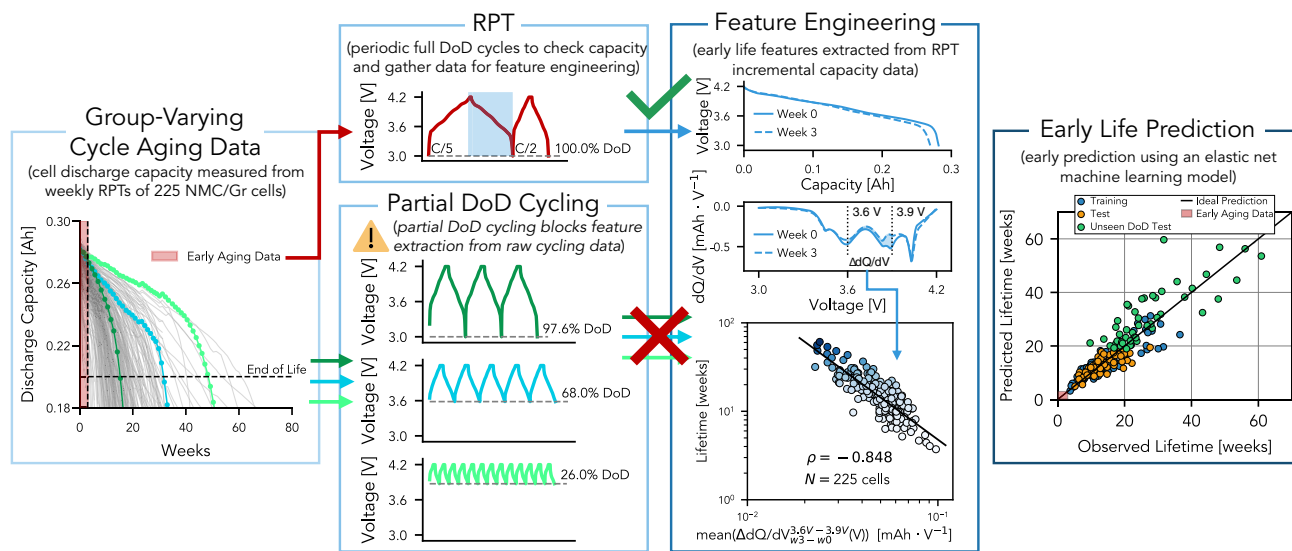 Group-Varying
Cycle Aging Data
(cell discharge capacity measured from
weekly RPTs of 225 NMC/Gr cells)
Discharge Capacity [Ah]
0.30
0.26
0.22
0.18
Early Aging Data
End of Life
0
20
40
60
80
Weeks
RPT
(periodic full DoD cycles to check capacity
and gather data for feature engineering)
Voltage [V]
4.2
3.6
3.0
C/5
C/2
100.0% DoD
Partial DoD Cycling
(partial DoD cycling blocks feature
extraction from raw cycling data)
Voltage [V]
4.2
3.6
3.0
97.6% DoD
Voltage [V]
4.2
3.6
3.0
68.0% DoD
Voltage [V]
4.2
3.6
3.0
26.0% DoD
Feature Engineering
(early life features extracted from RPT
incremental capacity data)
Voltage [V]
4.2
3.6
3.0
Week 0
Week 3
0.0
0.1
0.2
0.3
Capacity [Ah]
dQ/dV [mAh · V⁻¹]
0.0
−0.5
3.6 V
3.9 V
Week 0
Week 3
ΔdQ/dV
3.0
3.6
4.2
Voltage [V]
Lifetime [weeks]
10²
10¹
10⁰
ρ = −0.848
N = 225 cells
10⁻²
10⁻¹
mean(ΔdQ/dV^{3.6V−3.9V}_{w3−w0}(V)) [mAh · V⁻¹]
Early Life Prediction
(early prediction using an elastic net
machine learning model)
Training
Test
Unseen DoD Test
Ideal Prediction
Early Aging Data
Predicted Lifetime [weeks]
60
40
20
0
0
20
40
60
Observed Lifetime [weeks]